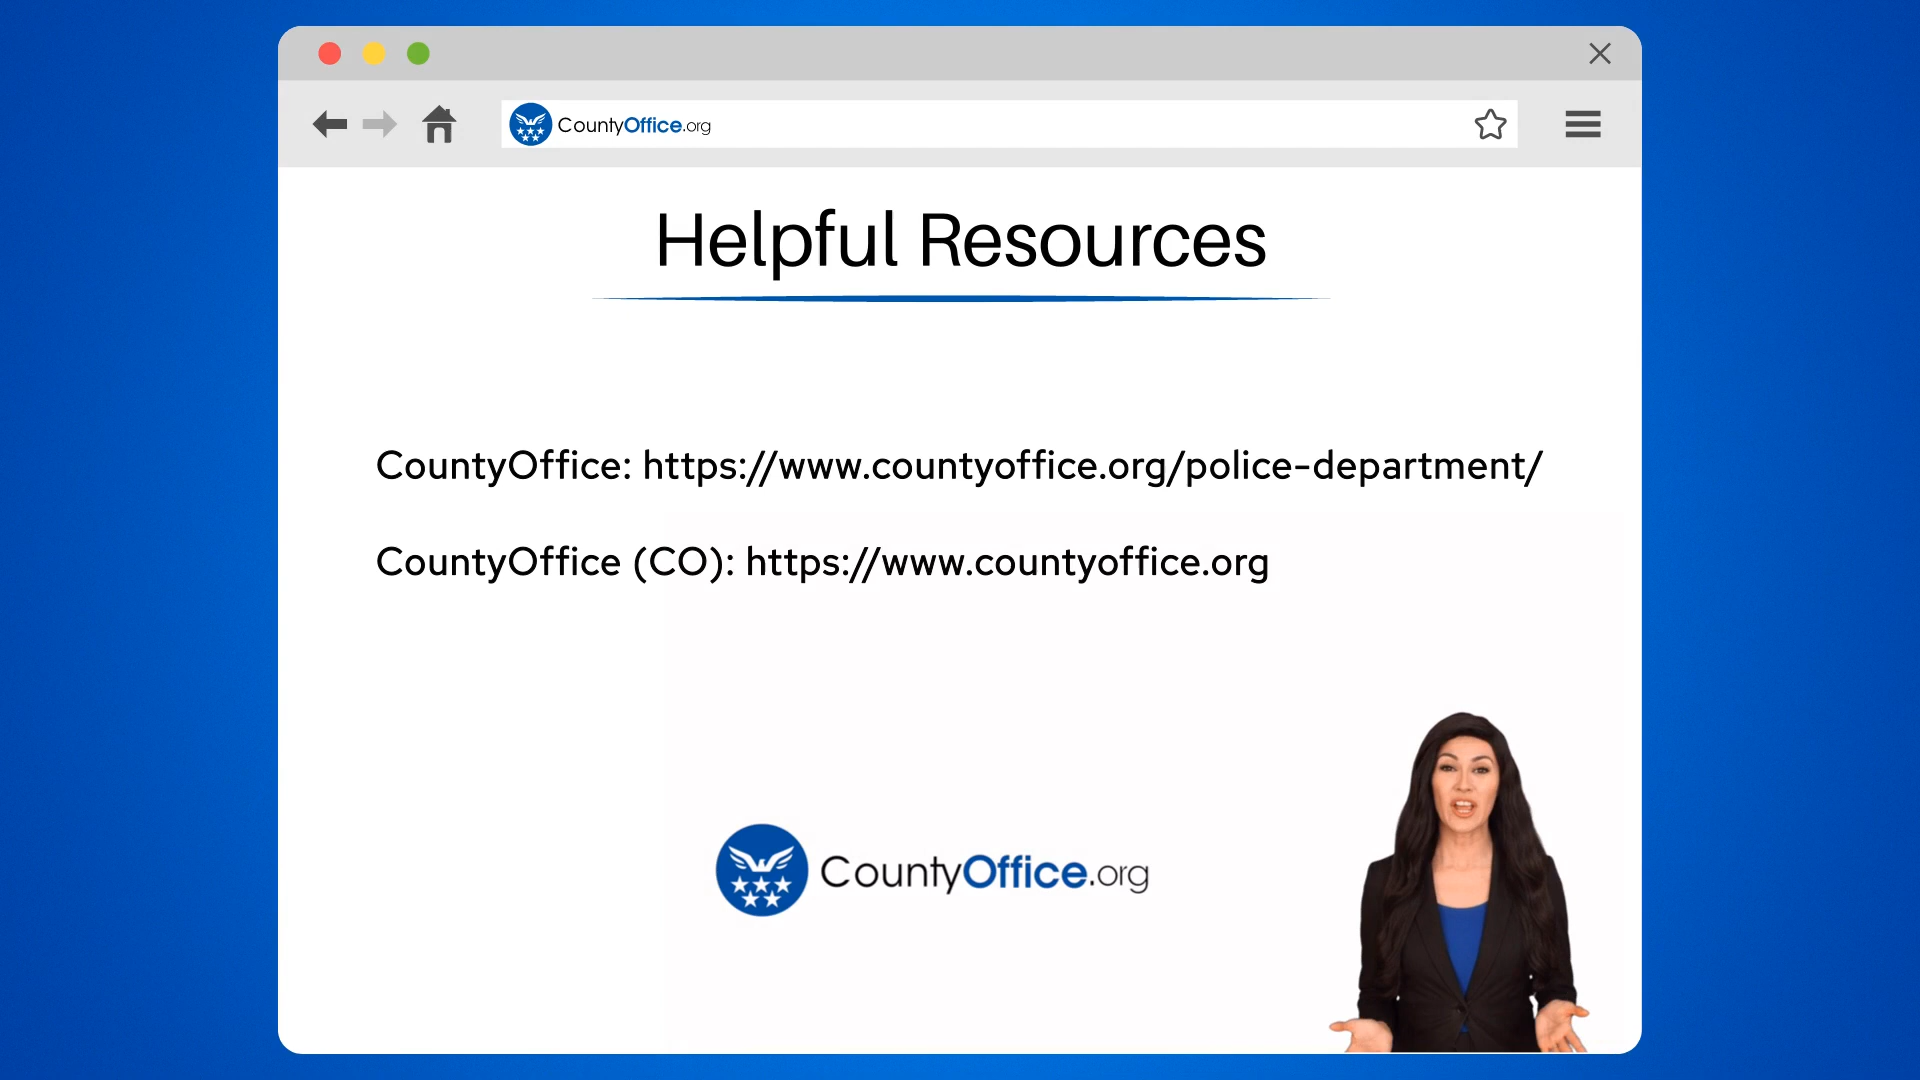 CountyOffice.org
Helpful Resources
CountyOffice: https://www.countyoffice.org/police-department/
CountyOffice (CO): https://www.countyoffice.org
CountyOffice.org